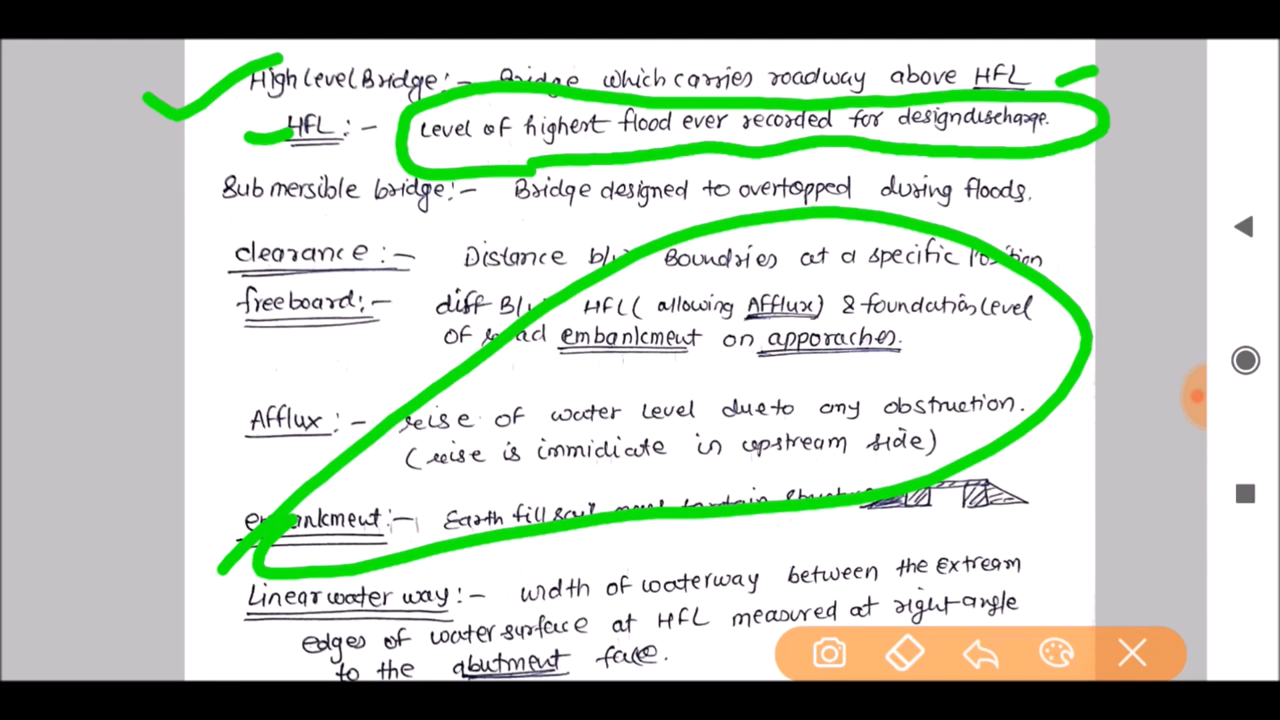 High Level Bridge :- Bridge which carries roadway above HFL
HFL :- Level of highest flood ever recorded for design discharge.
Submersible bridge :- Bridge designed to overtopped during floods.
clearance :- Distance Boundries at a specific Position
freeboard :- diff HFL ( allowing Afflux) & foundation level
of embankment on apporaches.
Afflux :- reise of water level due to any obstruction.
(reise is immidiate in upstream side)
embankment :- Earth fill
Linear water way :- width of waterway between the extream
edges of water surface at HFL measured at right angle
to the abutment face.